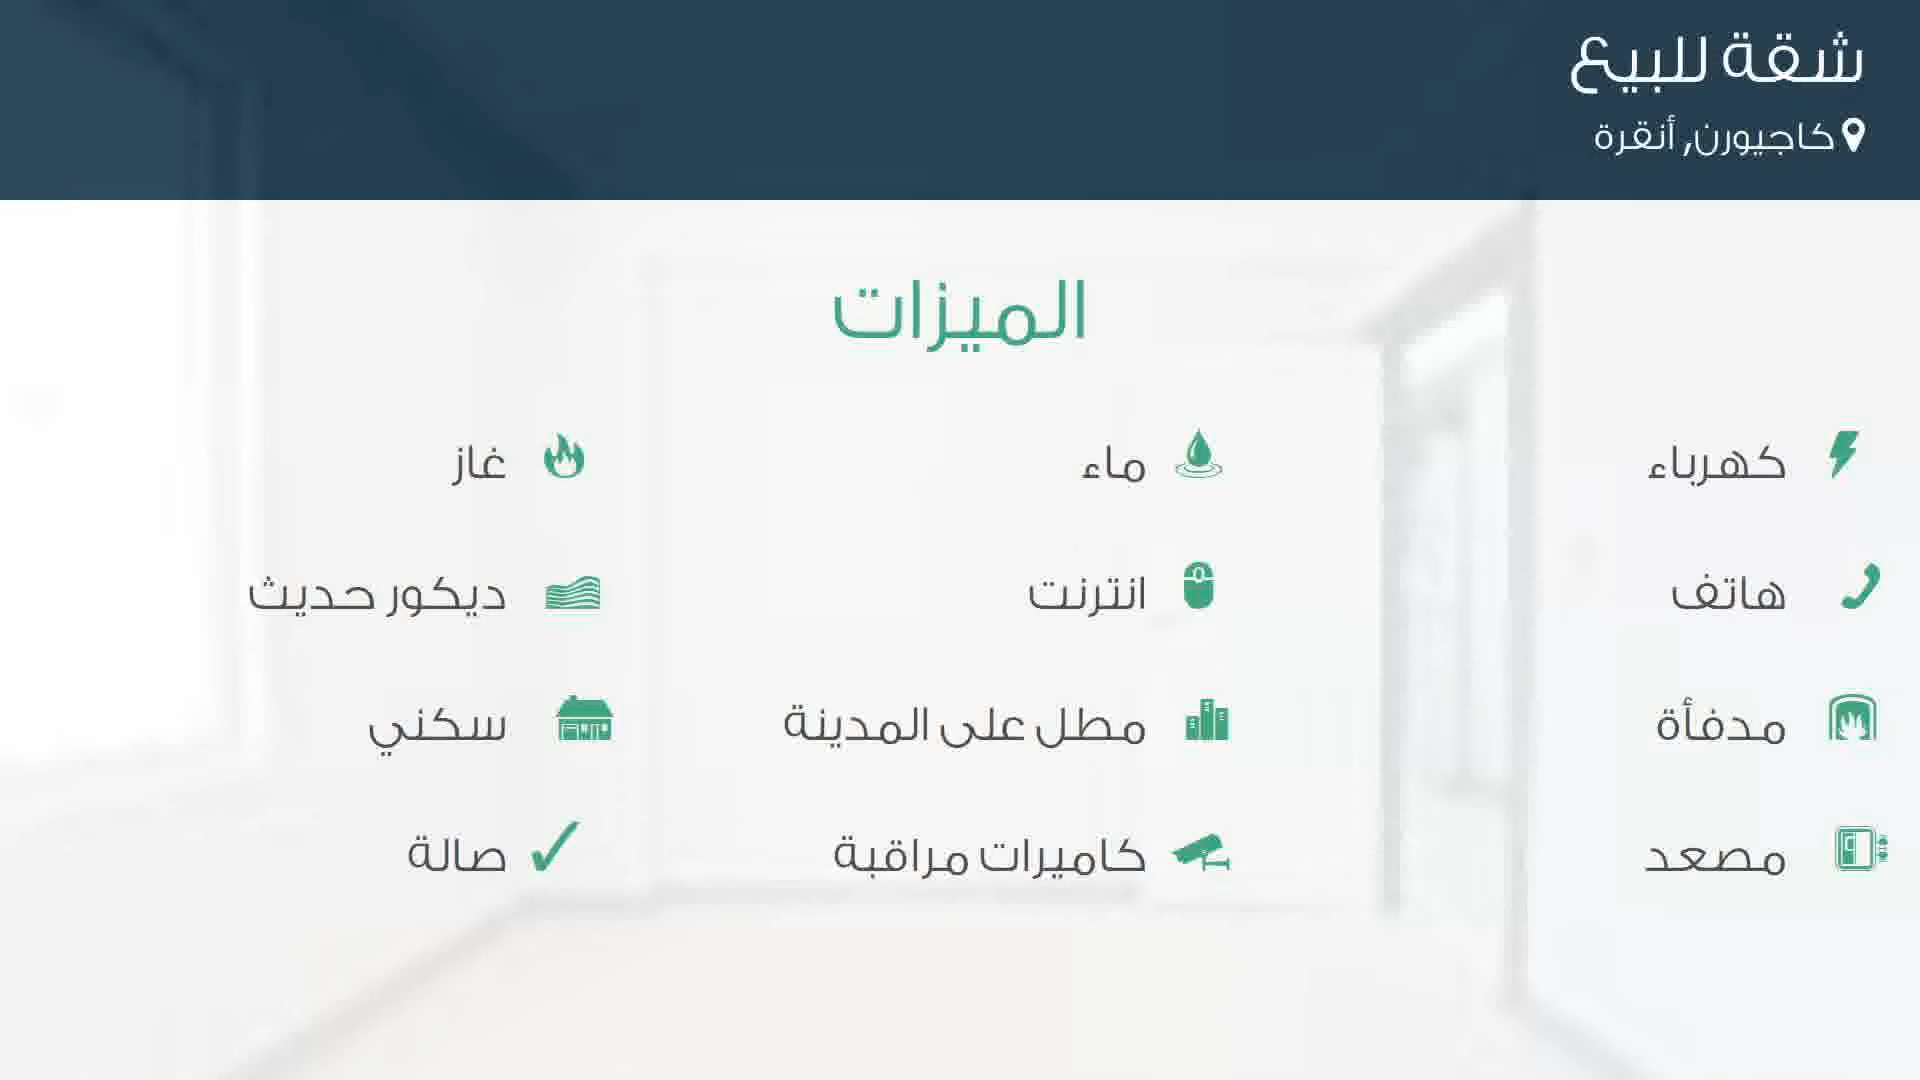 شقة للبيع
كاجيورن, أنقرة
الميزات
كهرباء ماء غاز
هاتف انترنت ديكور حديث
مدفأة مطل على المدينة سكني
مصعد كاميرات مراقبة صالة